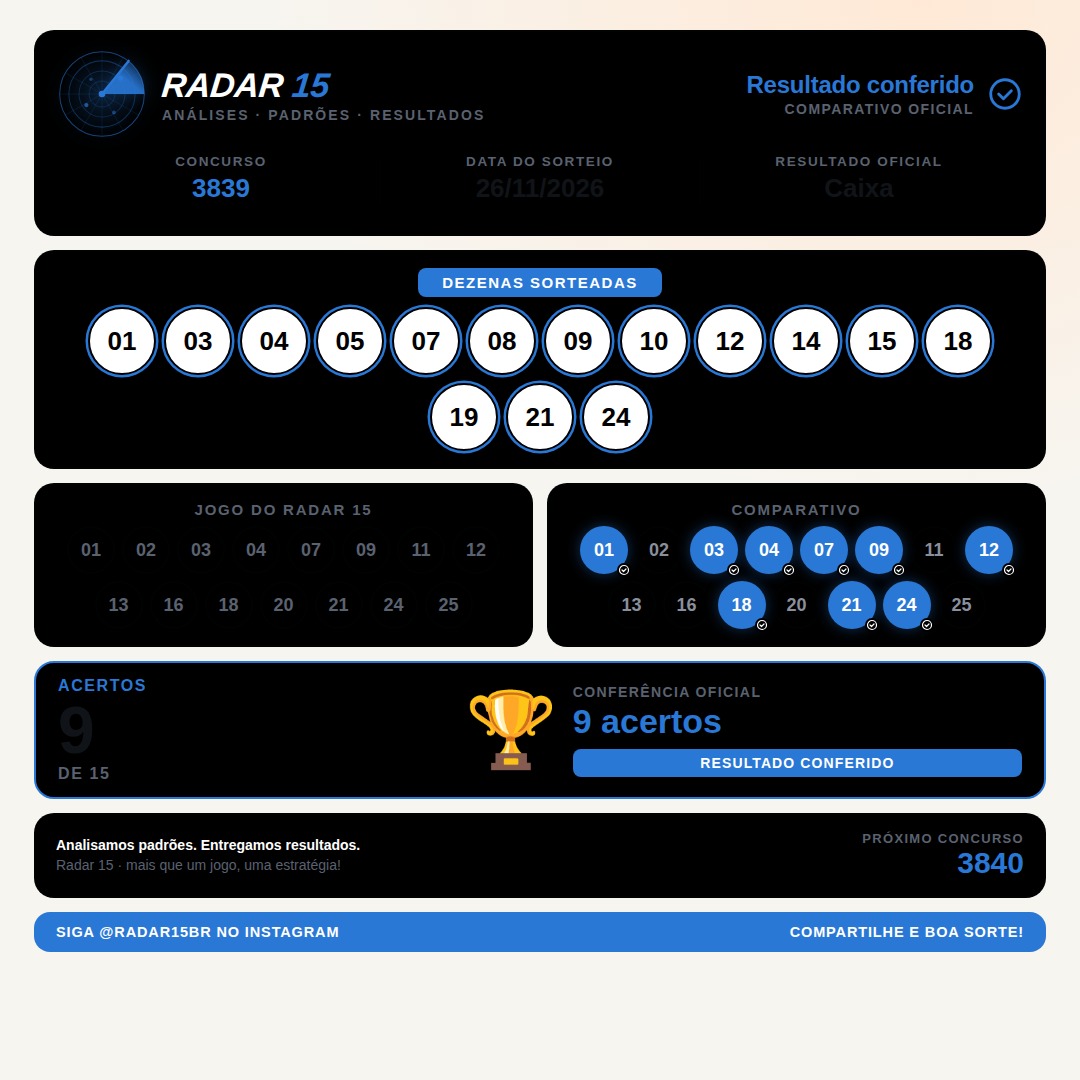 RADAR 15
ANÁLISES · PADRÕES · RESULTADOS
Resultado conferido
COMPARATIVO OFICIAL
CONCURSO
3839
DATA DO SORTEIO
26/11/2026
RESULTADO OFICIAL
Caixa
DEZENAS SORTEADAS
01 03 04 05 07 08 09 10 12 14 15 18
19 21 24
JOGO DO RADAR 15
01 02 03 04 07 09 11 12
13 16 18 20 21 24 25
COMPARATIVO
01 02 03 04 07 09 11 12
13 16 18 20 21 24 25
ACERTOS
9
DE 15
CONFERÊNCIA OFICIAL
9 acertos
RESULTADO CONFERIDO
Analisamos padrões. Entregamos resultados.
Radar 15 · mais que um jogo, uma estratégia!
PRÓXIMO CONCURSO
3840
SIGA @RADAR15BR NO INSTAGRAM
COMPARTILHE E BOA SORTE!